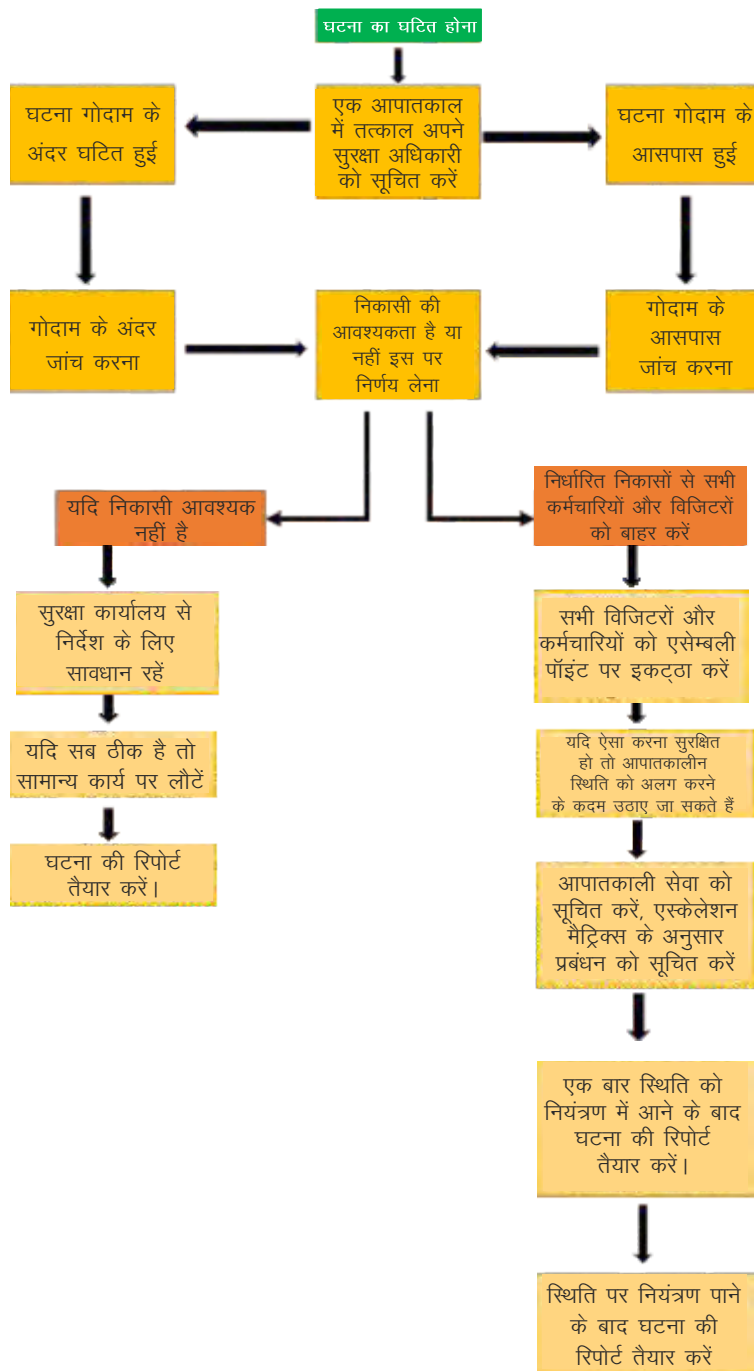 घटना का घटित होना
घटना गोदाम के
अंदर घटित हुई
एक आपातकाल
में तत्काल अपने
सुरक्षा अधिकारी
को सूचित करें
घटना गोदाम के
आसपास हुई
गोदाम के अंदर
जांच करना
निकासी की
आवश्यकता है या
नहीं इस पर
निर्णय लेना
गोदाम के
आसपास
जांच करना
यदि निकासी आवश्यक
नहीं है
सुरक्षा कार्यालय से
निर्देश के लिए
सावधान रहें
यदि सब ठीक है तो
सामान्य कार्य पर लौटें
घटना की रिपोर्ट
तैयार करें।
निर्धारित निकासों से सभी
कर्मचारियों और विजिटरों
को बाहर करें
सभी विजिटरों और
कर्मचारियों को एसेम्बली
पॉइंट पर इकट्ठा करें
यदि ऐसा करना सुरक्षित
हो तो आपातकालीन
स्थिति को अलग करने
के कदम उठाए जा सकते हैं
आपातकाली सेवा को
सूचित करें, एस्केलेशन
मैट्रिक्स के अनुसार
प्रबंधन को सूचित करें
एक बार स्थिति को
नियंत्रण में आने के बाद
घटना की रिपोर्ट
तैयार करें।
स्थिति पर नियंत्रण पाने
के बाद घटना की
रिपोर्ट तैयार करें